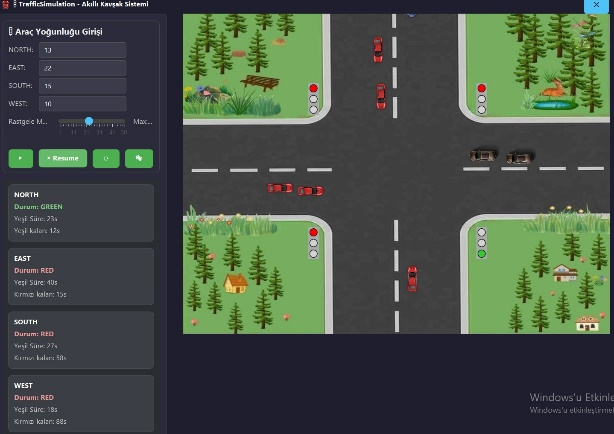 TrafficSimulation - Akıllı Kavşak Sistemi
Araç Yoğunluğu Girişi
NORTH: 13
EAST: 22
SOUTH: 15
WEST: 10
Rastgele M... Max...
Resume
NORTH
Durum: GREEN
Yeşil Süre: 23s
Yeşil kalan: 12s
EAST
Durum: RED
Yeşil Süre: 40s
Kırmızı kalan: 15s
SOUTH
Durum: RED
Yeşil Süre: 27s
Kırmızı kalan: 58s
WEST
Durum: RED
Yeşil Süre: 18s
Kırmızı kalan: 88s
Windows'u Etkinle
Windows'u etkinleştirme